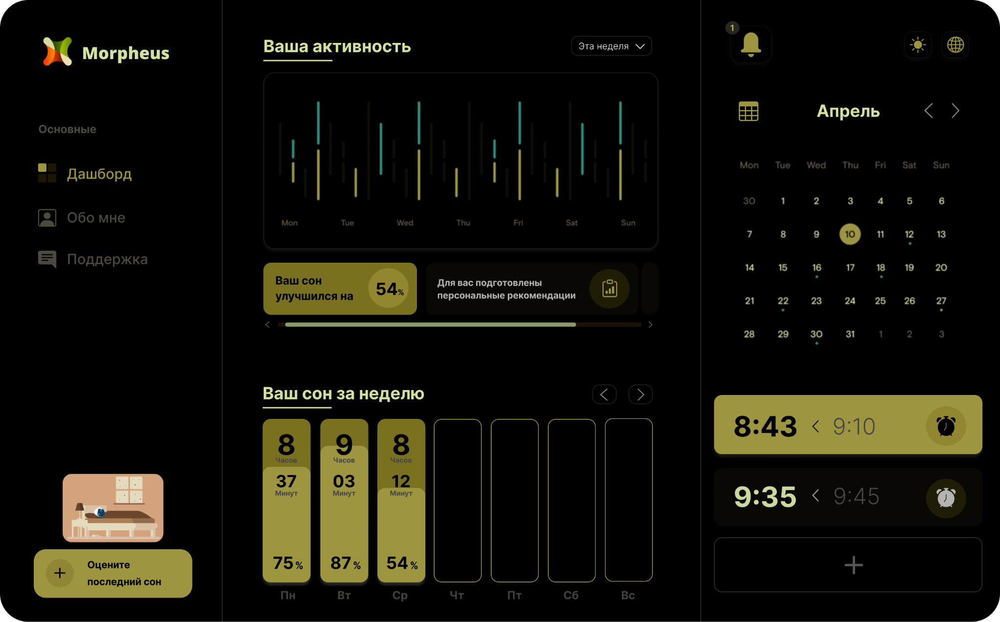 Morpheus
Основные
Дашборд
Обо мне
Поддержка
Оцените
последний сон
Ваша активность
Эта неделя
Mon Tue Wed Thu Fri Sat Sun
Ваш сон
улучшился на
54%
Для вас подготовлены
персональные рекомендации
Ваш сон за неделю
8 9 8
Часов Часов Часов
37 03 12
Минут Минут Минут
75% 87% 54%
Пн Вт Ср Чт Пт Сб Вс
1
Апрель
Mon Tue Wed Thu Fri Sat Sun
30 1 2 3 4 5 6
7 8 9 10 11 12 13
14 15 16 17 18 19 20
21 22 23 24 25 26 27
28 29 30 31 1 2 3
8:43 < 9:10
9:35 < 9:45